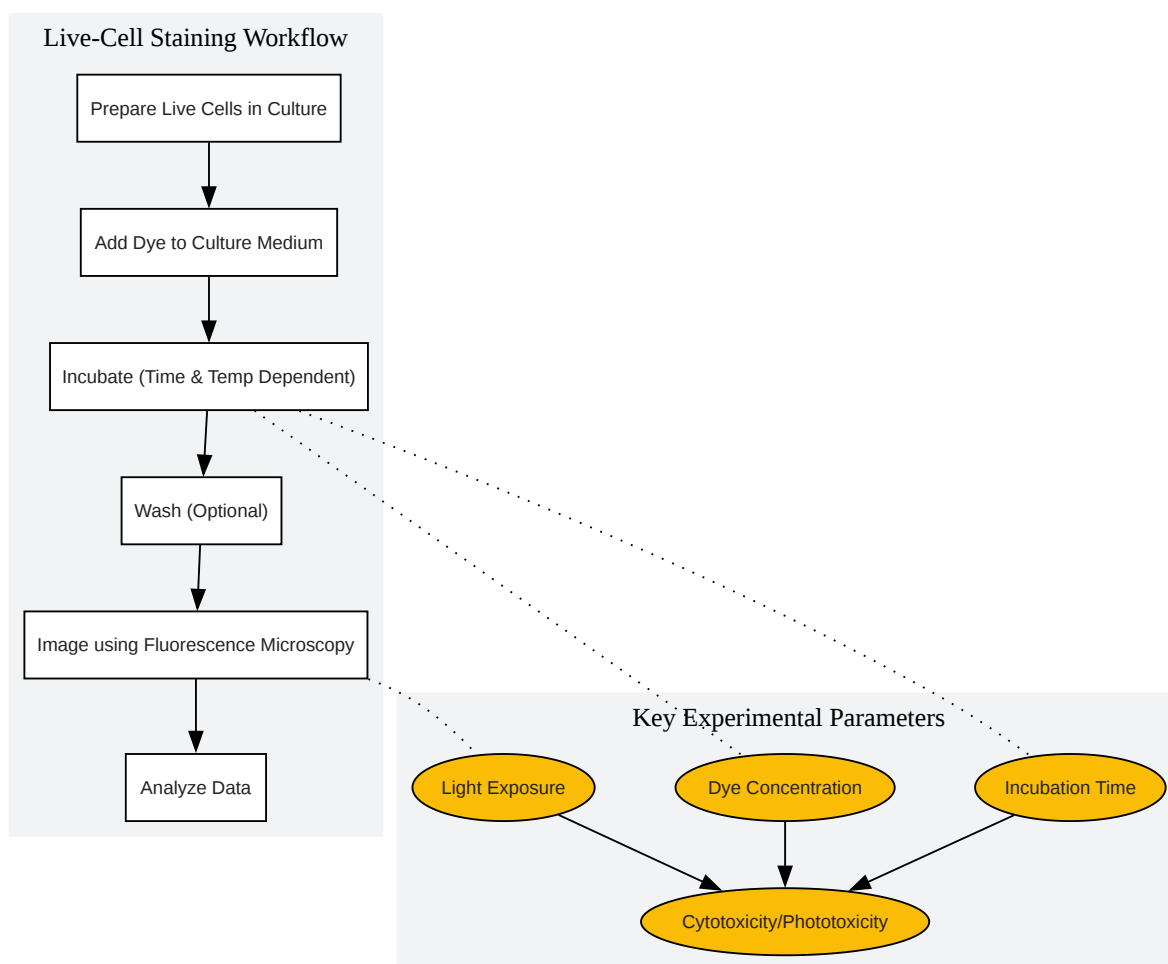 Live-Cell Staining Workflow
Prepare Live Cells in Culture
Add Dye to Culture Medium
Incubate (Time & Temp Dependent)
Wash (Optional)
Image using Fluorescence Microscopy
Analyze Data
Key Experimental Parameters
Light Exposure
Dye Concentration
Incubation Time
Cytotoxicity/Phototoxicity